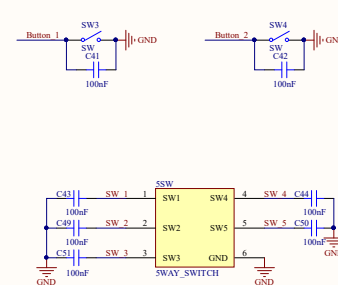 SW3
Button_1
GND
SW
C41
100nF
SW4
Button_2
GN
SW
C42
100nF
5SW
C43 SW_1 1 SW1 SW4 4 SW_4 C44
100nF 100nF
C49 SW_2 2 SW2 SW5 5 SW_5 C50
100nF 100nF
C51 SW_3 3 SW3 GND 6
GN
100nF
5WAY_SWITCH
GND
GND